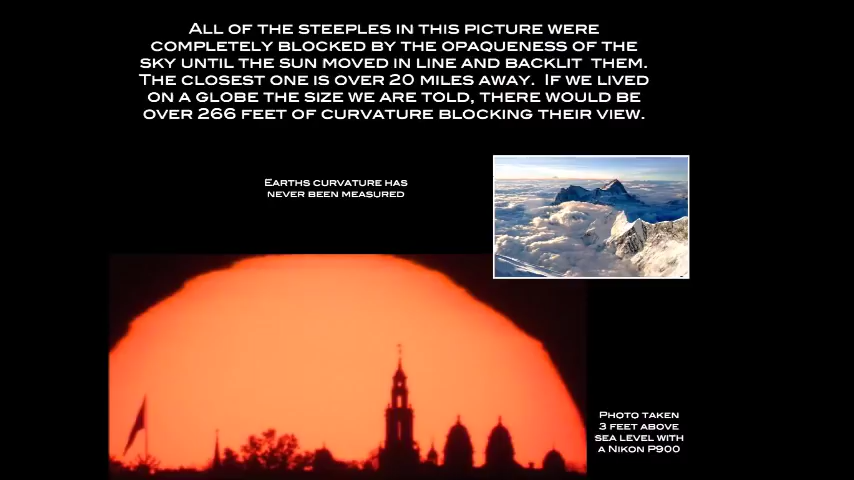 All of the steeples in this picture were
completely blocked by the opaqueness of the
sky until the sun moved in line and backlit them.
The closest one is over 20 miles away. If we lived
on a globe the size we are told, there would be
over 266 feet of curvature blocking their view.
Earths curvature has
never been measured
Photo taken
3 feet above
sea level with
a Nikon P900